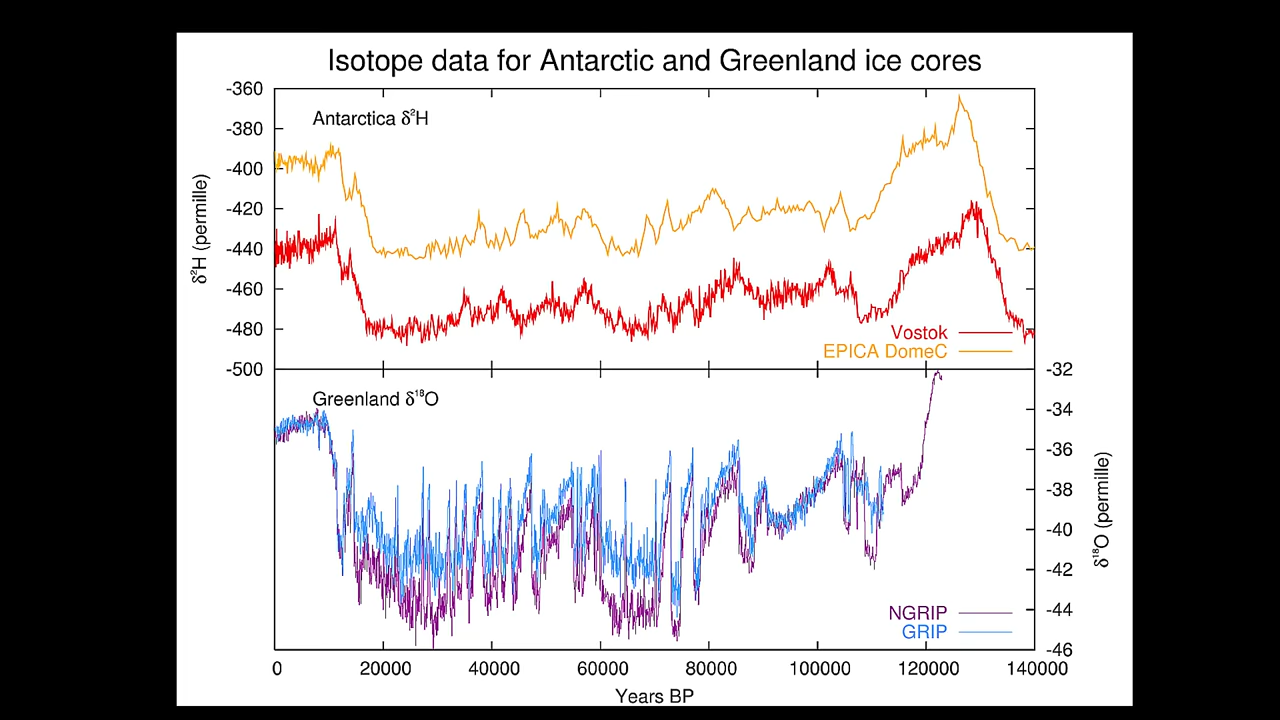 Isotope data for Antarctic and Greenland ice cores
-360
Antarctica δ²H
-380
-400
-420
-440
-460
-480
-500
δ²H (permille)
Vostok
EPICA DomeC
Greenland δ¹⁸O
-32
-34
-36
-38
-40
-42
-44
-46
δ¹⁸O (permille)
NGRIP
GRIP
0 20000 40000 60000 80000 100000 120000 140000
Years BP